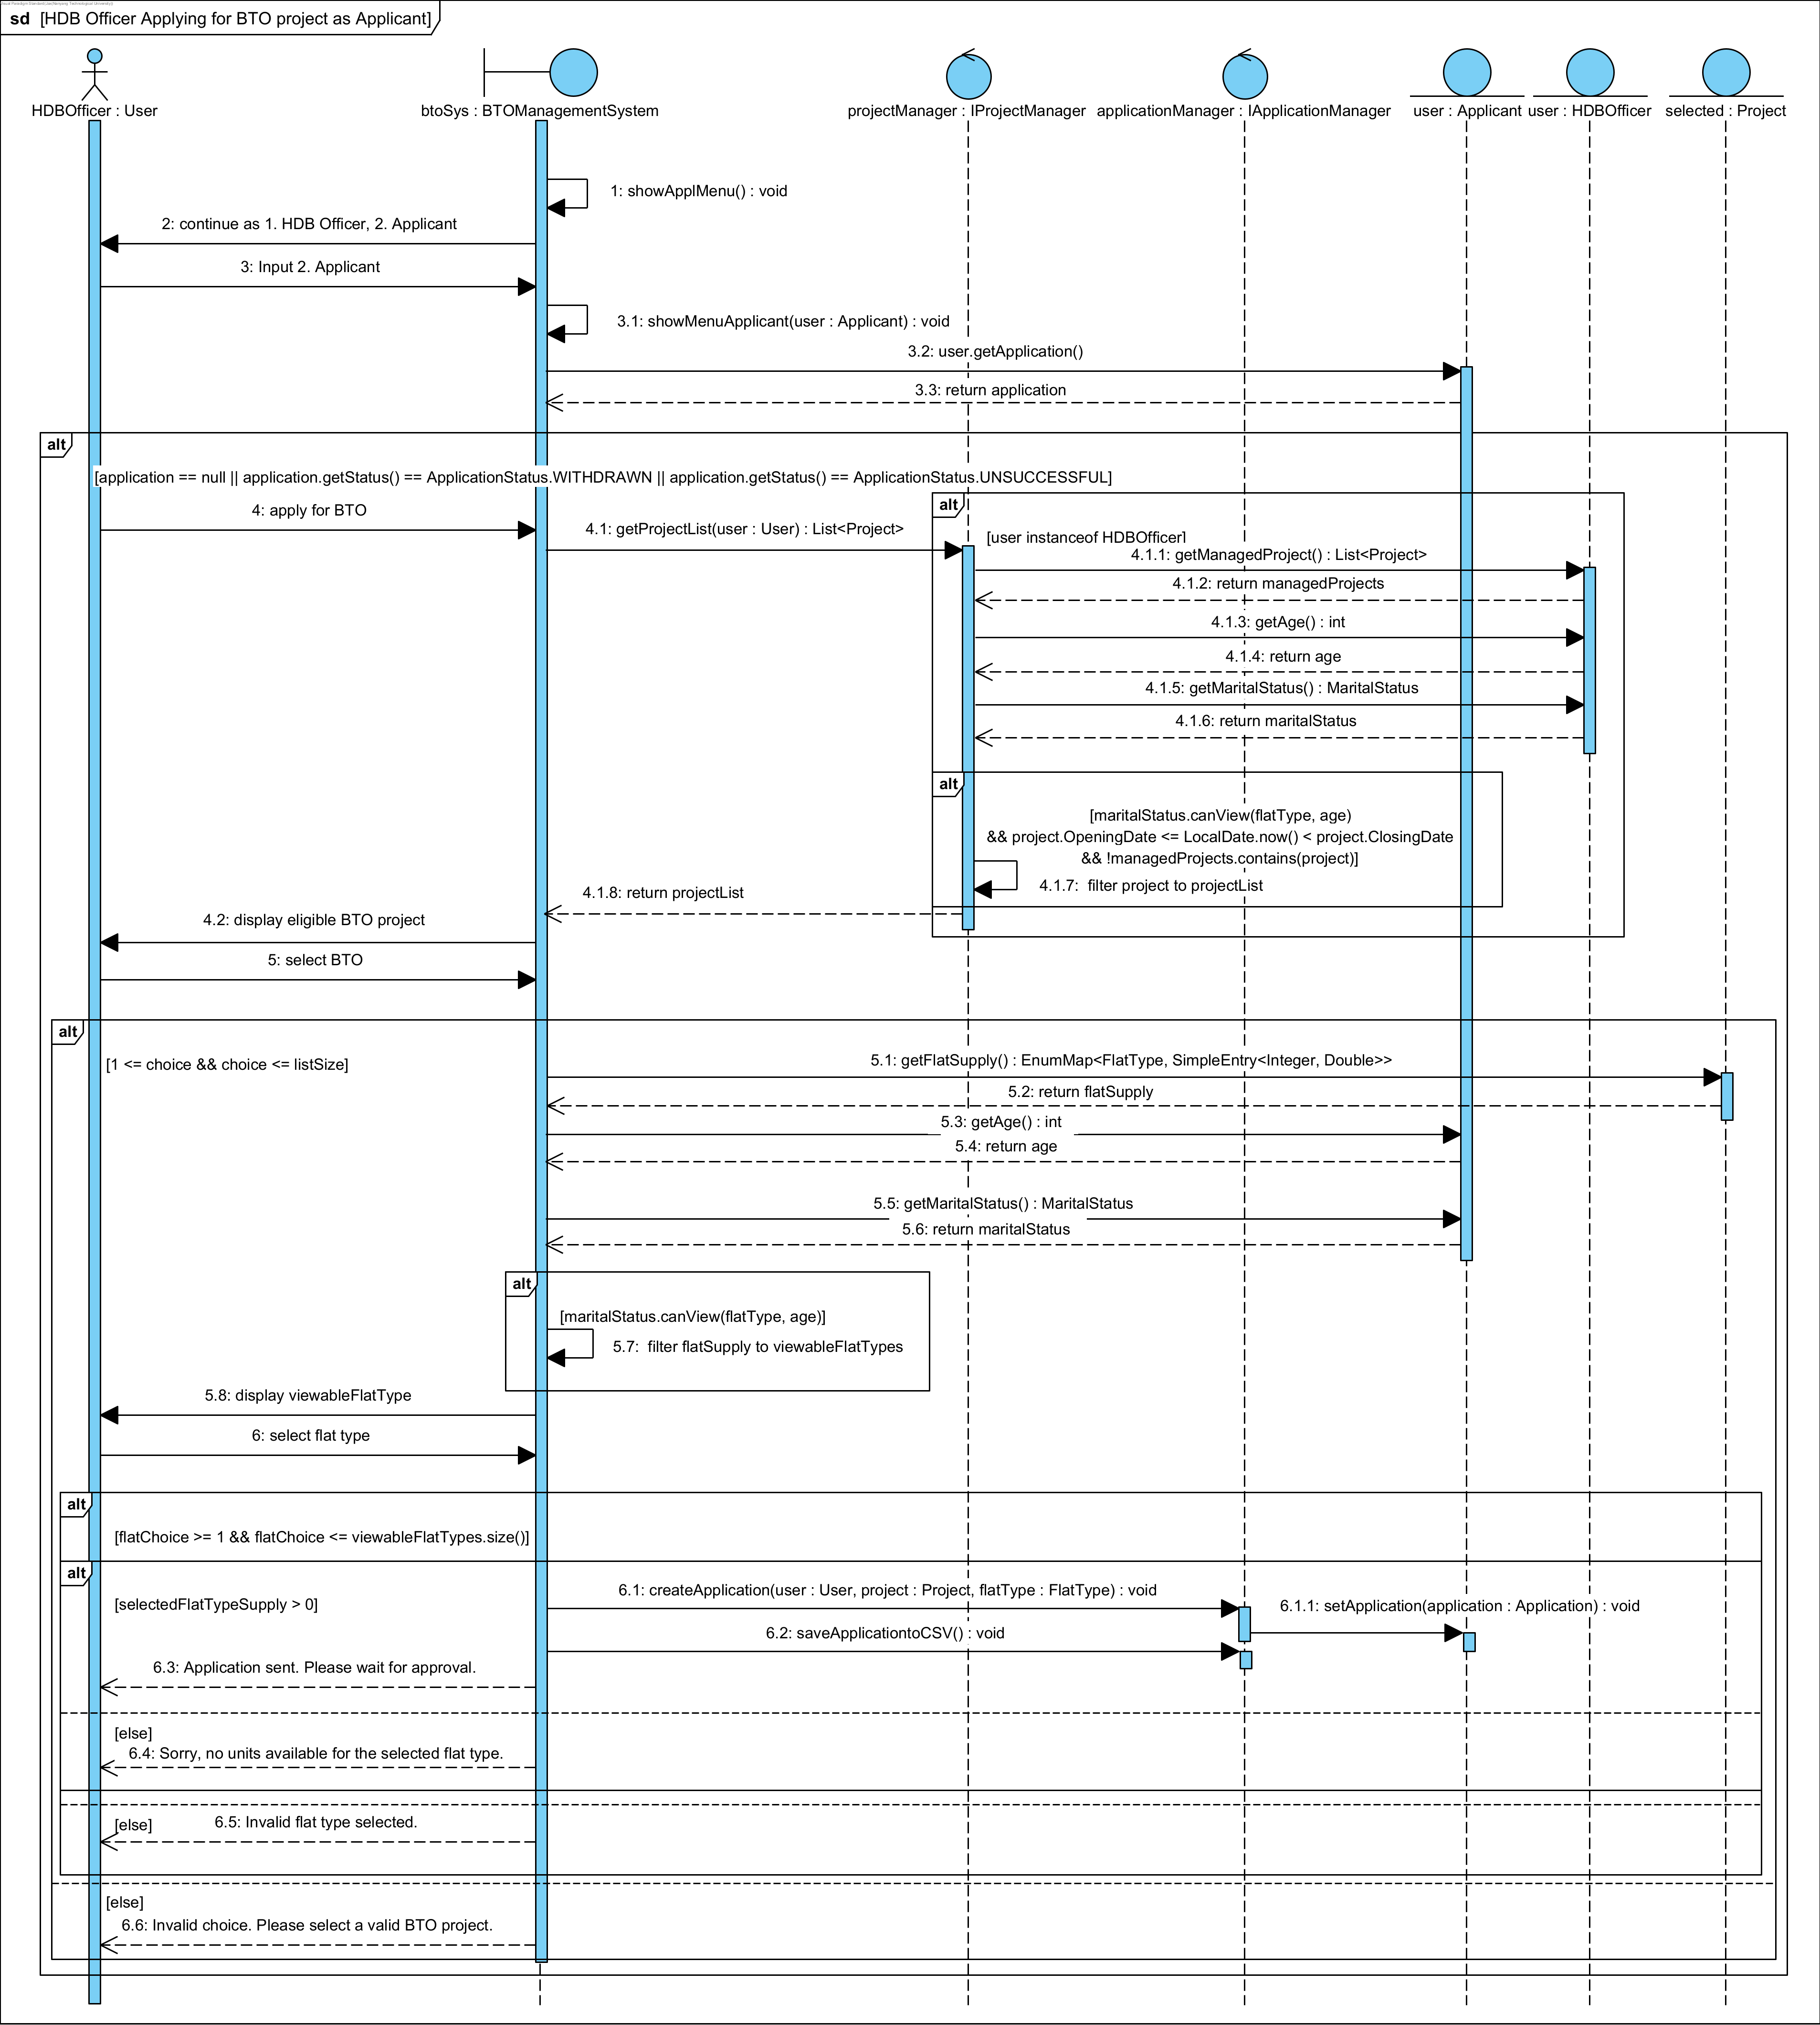 Visual Paradigm Standard(Joe(Nanyang Technological University))
sd [HDB Officer Applying for BTO project as Applicant]
HDBOfficer : User
btoSys : BTOManagementSystem
projectManager : IProjectManager
applicationManager : IApplicationManager
user : Applicant
user : HDBOfficer
selected : Project
1: showApplMenu() : void
2: continue as 1. HDB Officer, 2. Applicant
3: Input 2. Applicant
3.1: showMenuApplicant(user : Applicant) : void
3.2: user.getApplication()
3.3: return application
alt
[application == null || application.getStatus() == ApplicationStatus.WITHDRAWN || application.getStatus() == ApplicationStatus.UNSUCCESSFUL]
alt
4: apply for BTO
4.1: getProjectList(user : User) : List<Project>
[user instanceof HDBOfficer]
4.1.1: getManagedProject() : List<Project>
4.1.2: return managedProjects
4.1.3: getAge() : int
4.1.4: return age
4.1.5: getMaritalStatus() : MaritalStatus
4.1.6: return maritalStatus
alt
[maritalStatus.canView(flatType, age)
&& project.OpeningDate <= LocalDate.now() < project.ClosingDate
&& !managedProjects.contains(project)]
4.1.7:  filter project to projectList
4.1.8: return projectList
4.2: display eligible BTO project
5: select BTO
alt
[1 <= choice && choice <= listSize]
5.1: getFlatSupply() : EnumMap<FlatType, SimpleEntry<Integer, Double>>
5.2: return flatSupply
5.3: getAge() : int
5.4: return age
5.5: getMaritalStatus() : MaritalStatus
5.6: return maritalStatus
alt
[maritalStatus.canView(flatType, age)]
5.7:  filter flatSupply to viewableFlatTypes
5.8: display viewableFlatType
6: select flat type
alt
[flatChoice >= 1 && flatChoice <= viewableFlatTypes.size()]
alt
[selectedFlatTypeSupply > 0]
6.1: createApplication(user : User, project : Project, flatType : FlatType) : void
6.1.1: setApplication(application : Application) : void
6.2: saveApplicationtoCSV() : void
6.3: Application sent. Please wait for approval.
[else]
6.4: Sorry, no units available for the selected flat type.
[else]
6.5: Invalid flat type selected.
[else]
6.6: Invalid choice. Please select a valid BTO project.